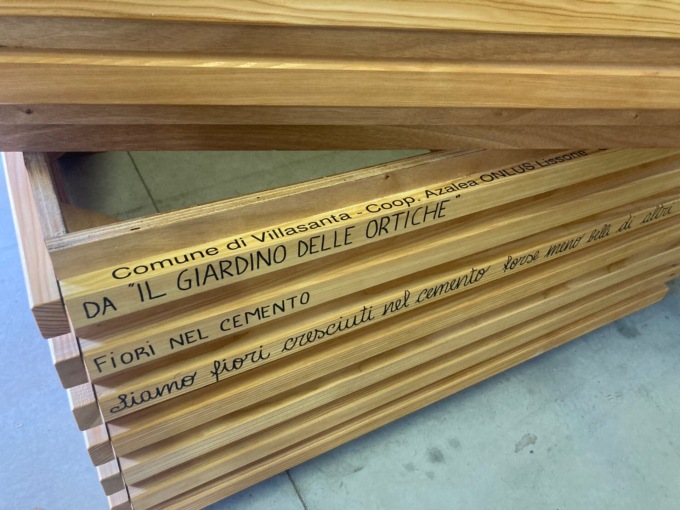 Comune di Villasanta - Coop. Azalea ONLUS Lissone -
DA "IL GIARDINO DELLE ORTICHE"
FIORI NEL CEMENTO
Siamo fiori cresciuti nel cemento forse meno belli di altri